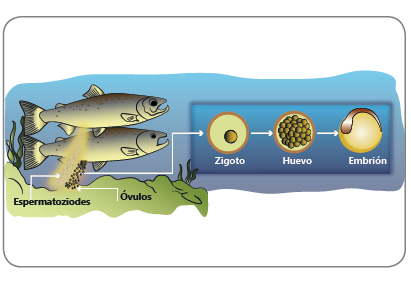 Zigoto
Huevo
Embrión
Espermatoziodes
Óvulos